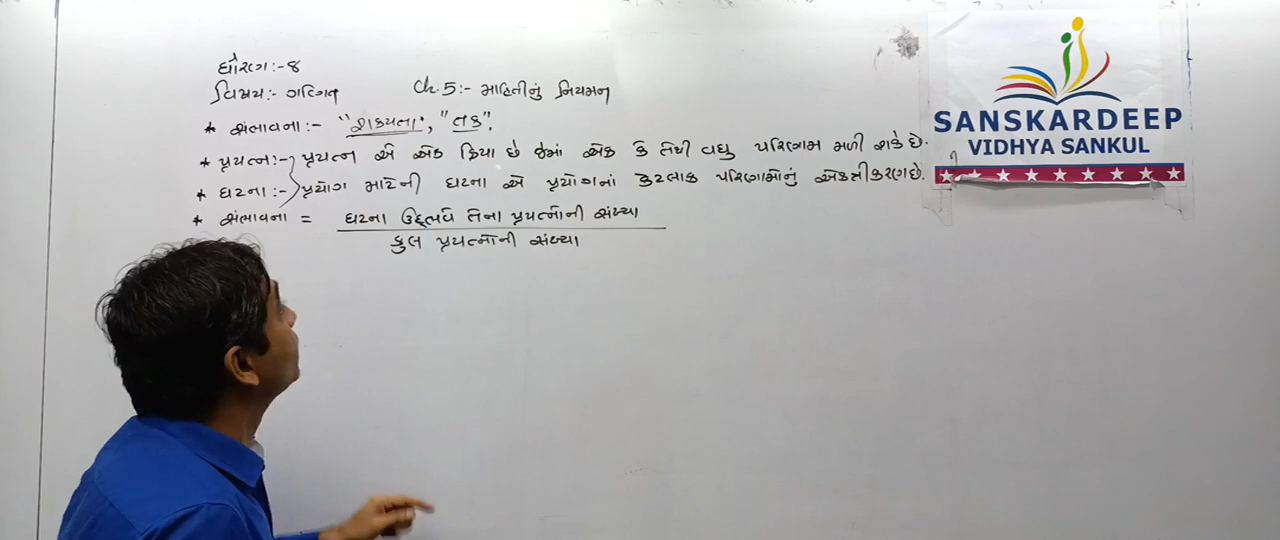 ધોરણ:- ૪
વિષય:- ગણિત
Ch. 5:- માહિતીનું નિયમન
* સંભાવના:- "શક્યતા", "તક".
* પ્રયત્ન:- પ્રયત્ન એ એક ક્રિયા છે જેમાં એક કે તેથી વધુ પરિણામ મળી શકે છે.
* ઘટના:- પ્રયોગ માટેની ઘટના એ પ્રયોગનાં કેટલાક પરિણામોનું એકત્રીકરણ છે.
* સંભાવના = ઘટના ઉદ્ભવે તેના પ્રયત્નોની સંખ્યા
કુલ પ્રયત્નોની સંખ્યા
SANSKARDEEP
VIDHYA SANKUL